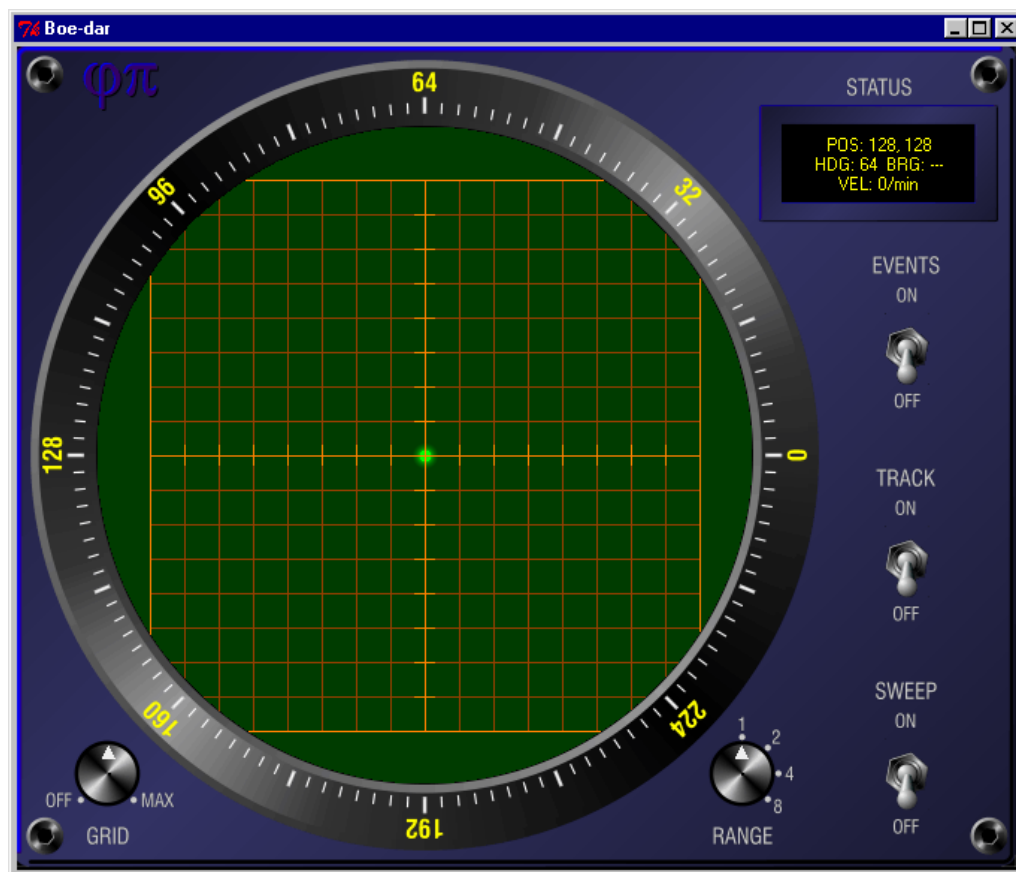 Boe-dar
φπ
STATUS
POS: 128, 128
HDG: 64 BRG: ---
VEL: 0/min
64
96
32
128
0
160
224
192
EVENTS
ON
OFF
TRACK
ON
OFF
SWEEP
ON
OFF
OFF
MAX
GRID
1
2
4
8
RANGE